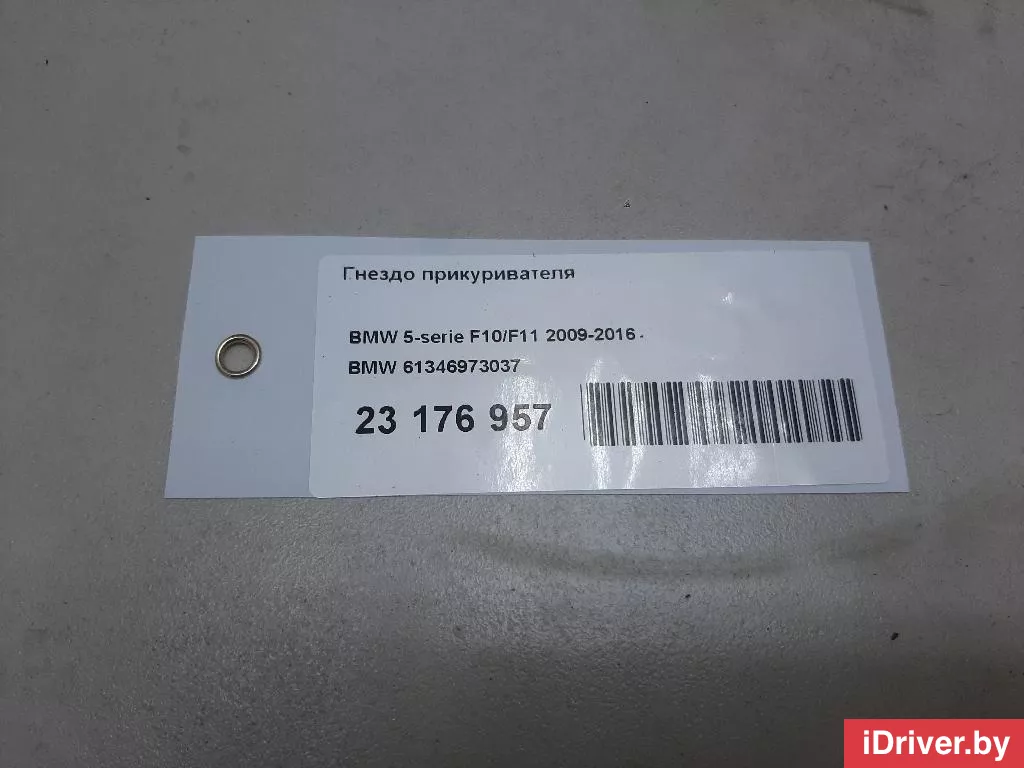 Гнездо прикуривателя
BMW 5-serie F10/F11 2009-2016
BMW 61346973037
23 176 957
iDriver.by